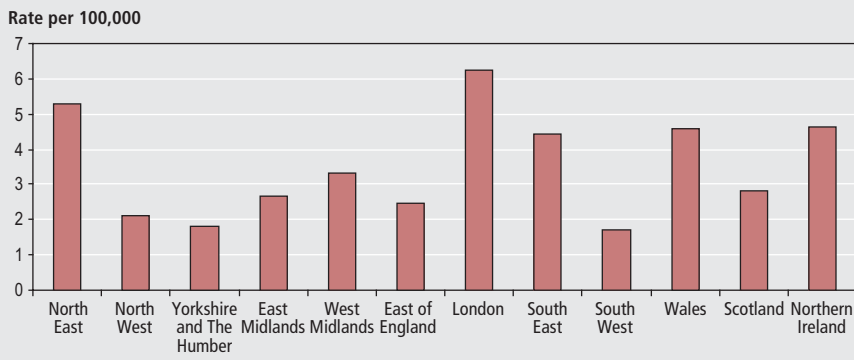 Rate per 100,000
7
6
5
4
3
2
1
0
North East
North West
Yorkshire and The Humber
East Midlands
West Midlands
East of England
London
South East
South West
Wales
Scotland
Northern Ireland